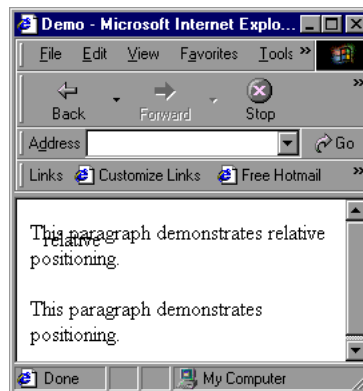 Demo - Microsoft Internet Explo...
File Edit View Favorites Tools »
Back Forward Stop »
Address Go
Links Customize Links Free Hotmail »
This paragraph demonstrates relative
relative
positioning.
This paragraph demonstrates
positioning.
Done My Computer